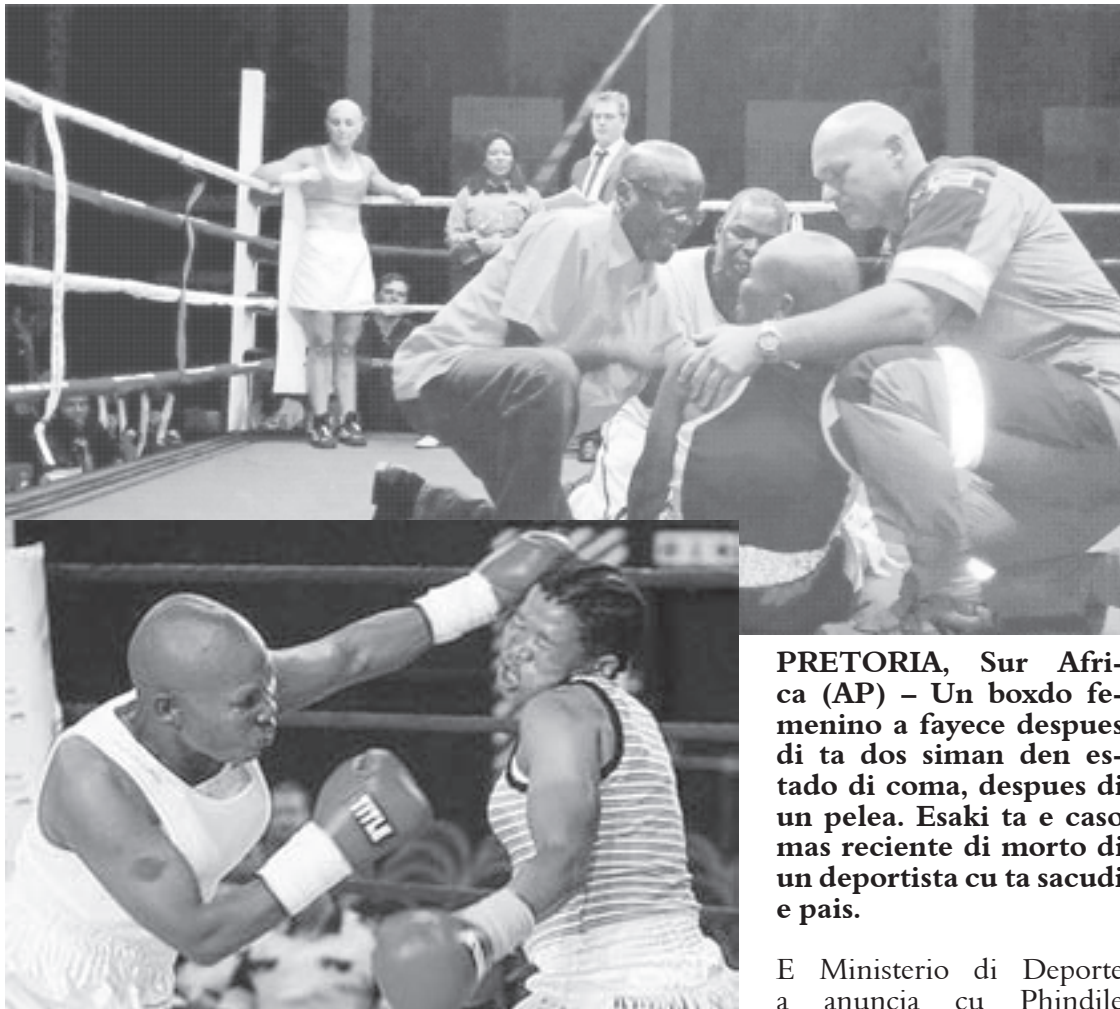 TITLE
PRETORIA, Sur Afri-
ca (AP) – Un boxdo fe-
menino a fayece despues
di ta dos siman den es-
tado di coma, despues di
un pelea. Esaki ta e caso
mas reciente di morto di
un deportista cu ta sacudi
e pais.
E Ministerio di Deporte
a anuncia cu Phindile